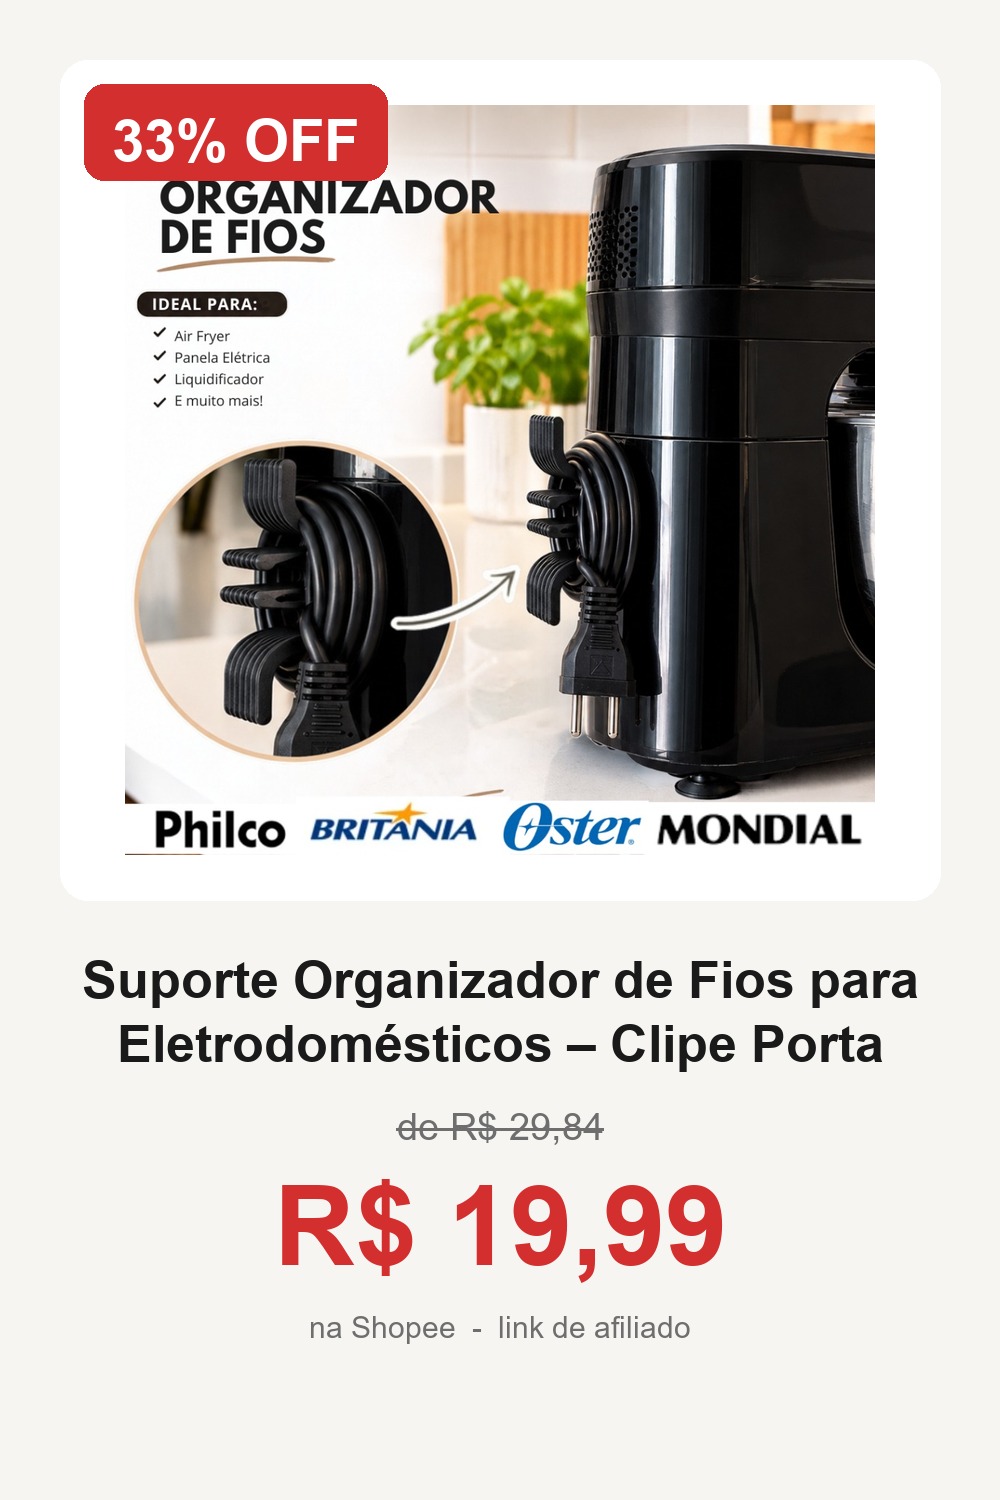 33% OFF
ORGANIZADOR
DE FIOS
IDEAL PARA:
Air Fryer
Panela Elétrica
Liquidificador
E muito mais!
Philco
BRITANIA
Oster
MONDIAL
Suporte Organizador de Fios para
Eletrodomésticos – Clipe Porta
de R$ 29,84
R$ 19,99
na Shopee - link de afiliado